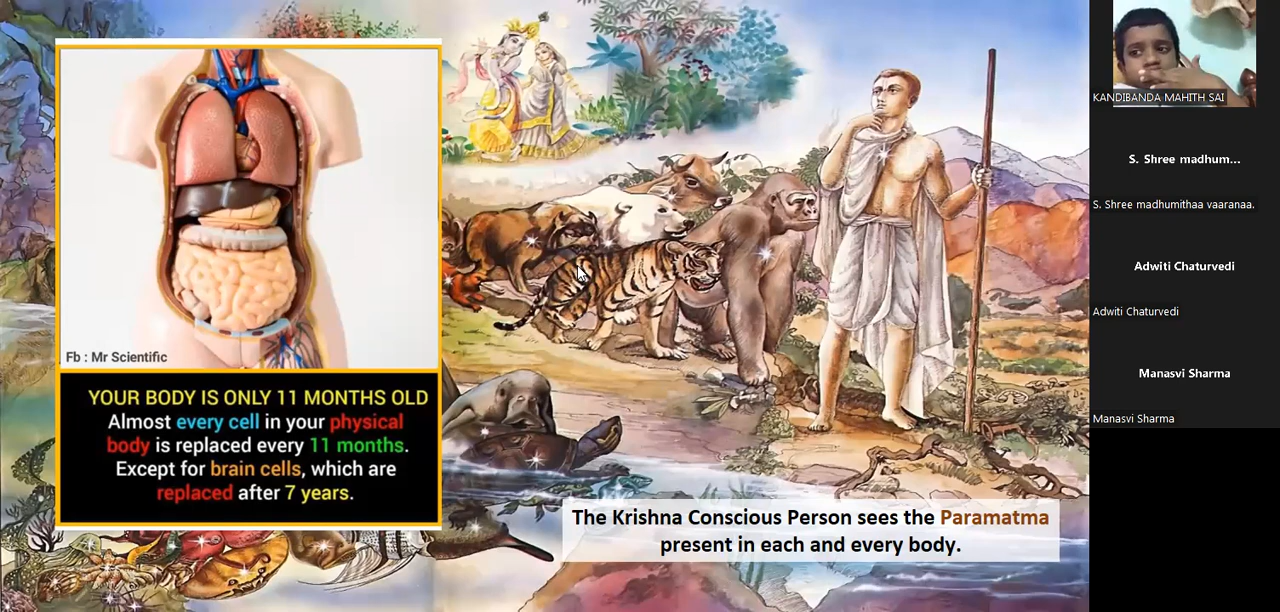 Fb : Mr Scientific
YOUR BODY IS ONLY 11 MONTHS OLD
Almost every cell in your physical
body is replaced every 11 months.
Except for brain cells, which are
replaced after 7 years.
The Krishna Conscious Person sees the Paramatma
present in each and every body.
KANDIBANDA MAHITH SAI
S. Shree madhum...
S. Shree madhumithaa vaaranaa.
Adwiti Chaturvedi
Adwiti Chaturvedi
Manasvi Sharma
Manasvi Sharma